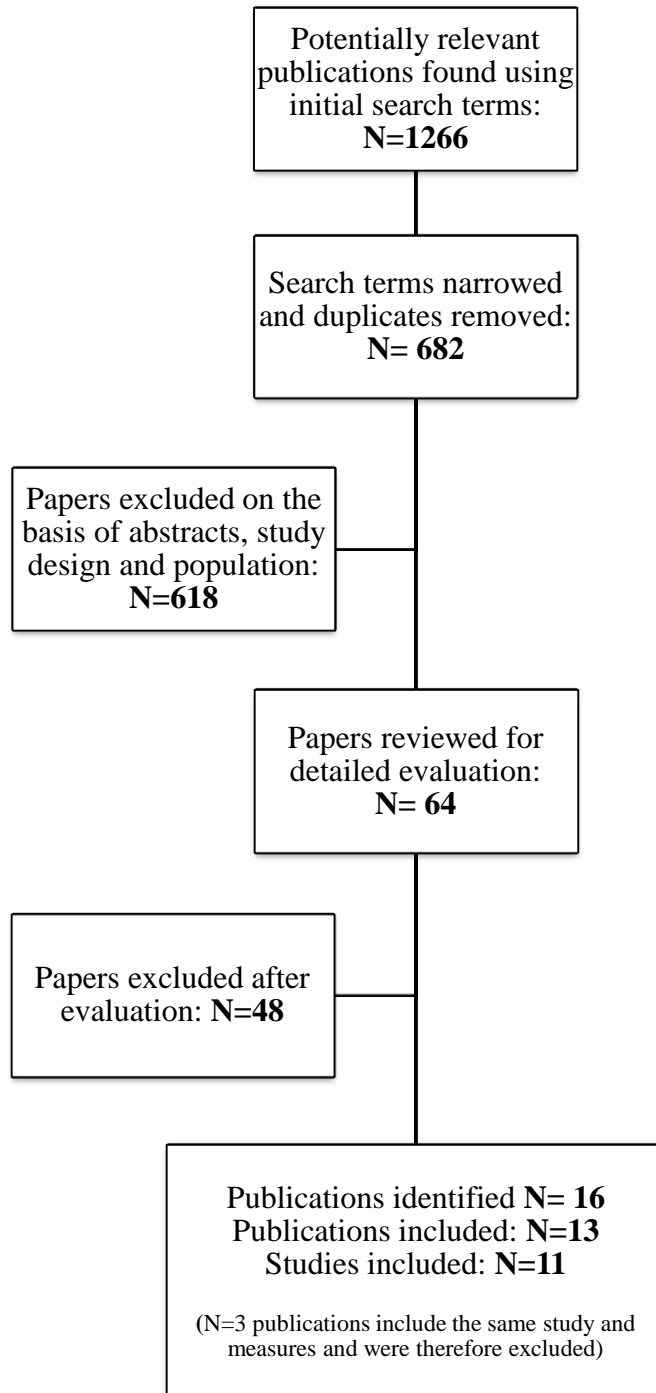 Potentially relevant
publications found using
initial search terms:
N=1266
Search terms narrowed
and duplicates removed:
N= 682
Papers excluded on the
basis of abstracts, study
design and population:
N=618
Papers reviewed for
detailed evaluation:
N= 64
Papers excluded after
evaluation: N=48
Publications identified N= 16
Publications included: N=13
Studies included: N=11
(N=3 publications include the same study and
measures and were therefore excluded)